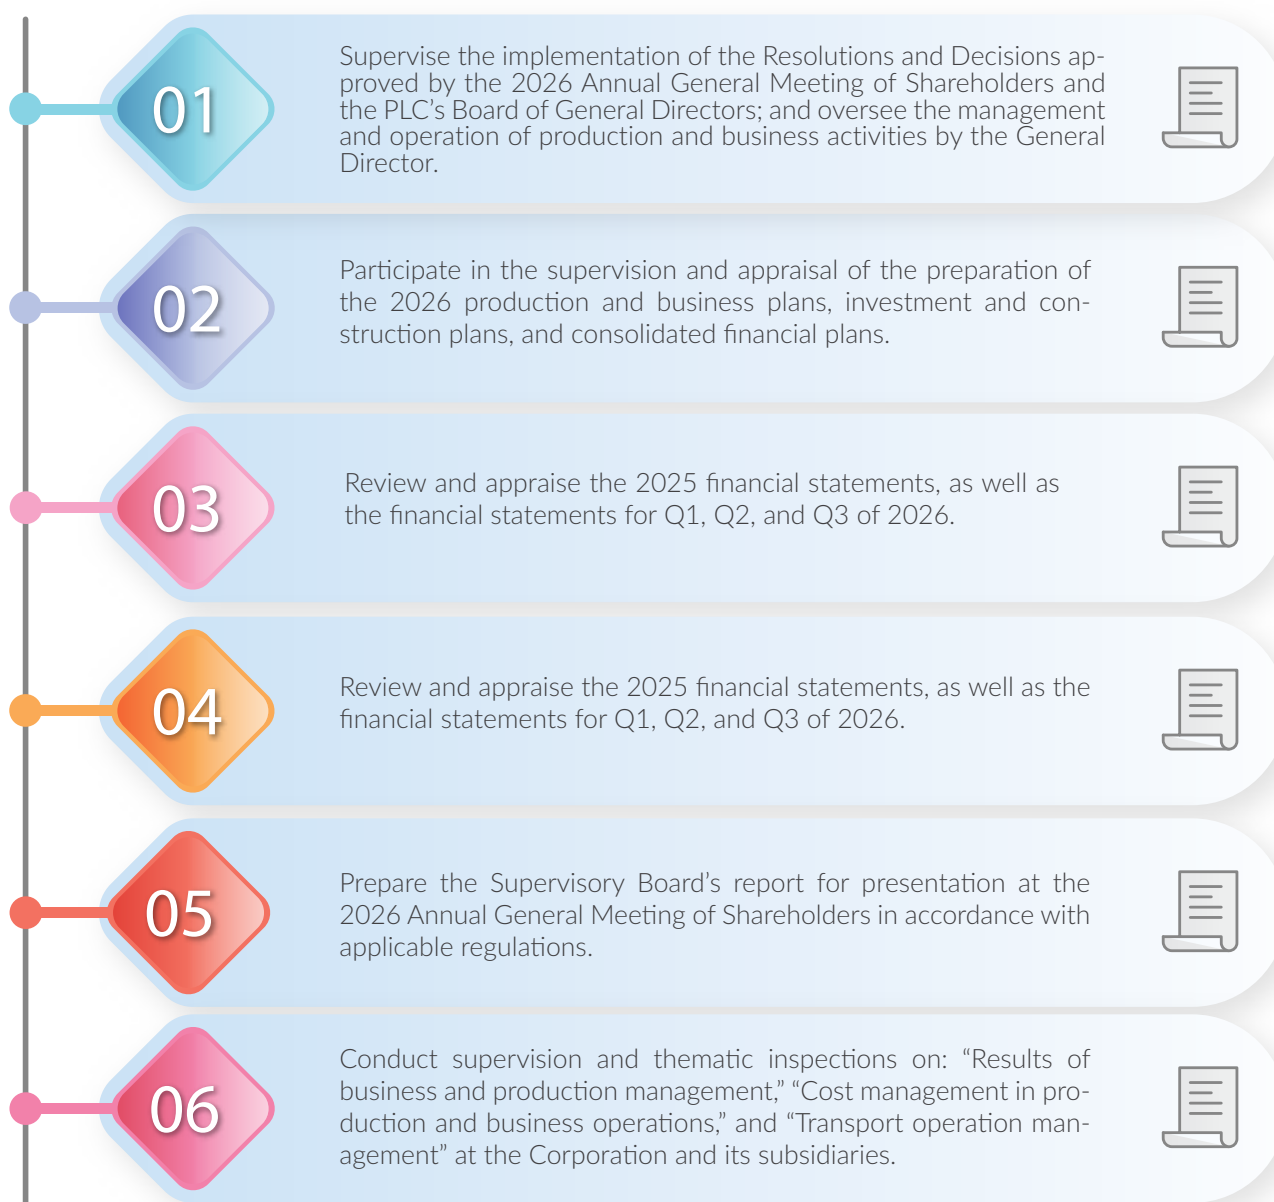 01
Supervise the implementation of the Resolutions and Decisions ap-
proved by the 2026 Annual General Meeting of Shareholders and
the PLC’s Board of General Directors; and oversee the management
and operation of production and business activities by the General
Director.
02
Participate in the supervision and appraisal of the preparation of
the 2026 production and business plans, investment and con-
struction plans, and consolidated financial plans.
03
Review and appraise the 2025 financial statements, as well as
the financial statements for Q1, Q2, and Q3 of 2026.
04
Review and appraise the 2025 financial statements, as well as the
financial statements for Q1, Q2, and Q3 of 2026.
05
Prepare the Supervisory Board’s report for presentation at the
2026 Annual General Meeting of Shareholders in accordance with
applicable regulations.
06
Conduct supervision and thematic inspections on: “Results of
business and production management,” “Cost management in pro-
duction and business operations,” and “Transport operation man-
agement” at the Corporation and its subsidiaries.